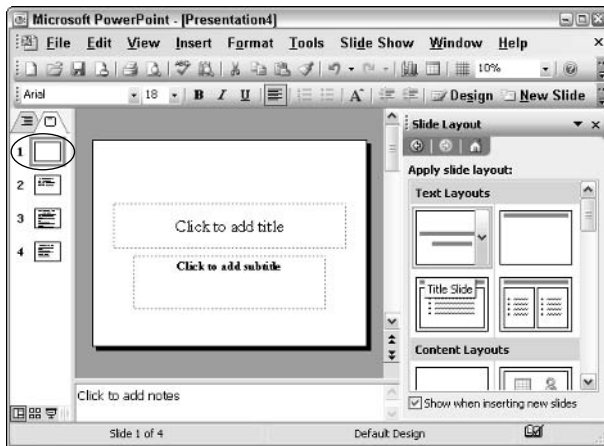 Microsoft PowerPoint - [Presentation4]
File Edit View Insert Format Tools Slide Show Window Help
10%
Arial 18 B I U A Design New Slide
Slide Layout
Apply slide layout:
Text Layouts
Title Slide
Content Layouts
Show when inserting new slides
1
2
3
4
Click to add title
Click to add subtitle
Click to add notes
Slide 1 of 4 Default Design